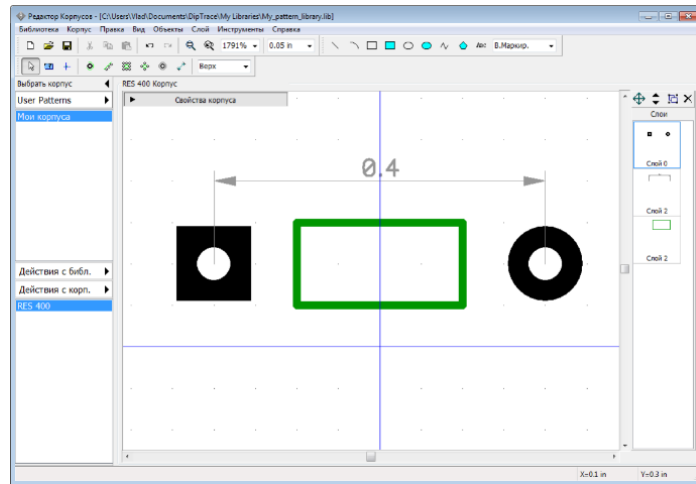 Редактор Корпусов - [C:\Users\Vlad\Documents\DipTrace\My Libraries\My_pattern_library.lib]
Библиотека Корпус Правка Вид Объекты Слой Инструменты Справка
1791% 0.05 in Abc В.Маркир.
Верх
Выбрать корпус RES 400 Корпус
User Patterns
Свойства корпуса
Мои корпуса
Слои
Слой 0
0.4
Слой 2
Слой 2
Действия с библ.
Действия с корп.
RES 400
X=0.1 in Y=0.3 in